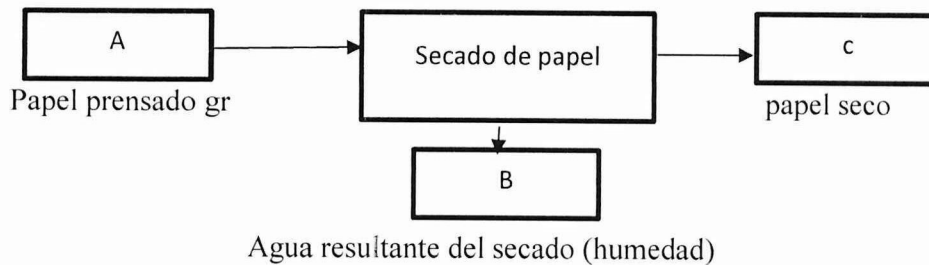 A
Secado de papel
c
Papel prensado gr
papel seco
B
Agua resultante del secado (humedad)